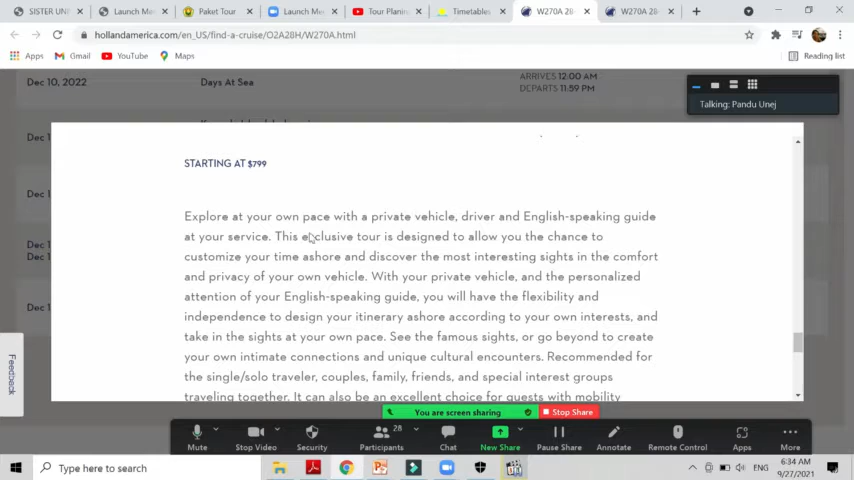 SISTER UN
Launch Me
Paket Tour
Launch Me
Tour Planin
Timetables
W270A 28
W270A 28
hollandamerica.com/en_US/find-a-cruise/O2A28H/W270A.html
Apps
Gmail
YouTube
Maps
Reading list
Dec 10, 2022
Days At Sea
ARRIVES 12:00 AM
DEPARTS 11:59 PM
Talking: Pandu Unej
Dec 1
Dec 1
Dec 1
Dec 1
Dec 1
STARTING AT $799
Explore at your own pace with a private vehicle, driver and English-speaking guide
at your service. This exclusive tour is designed to allow you the chance to
customize your time ashore and discover the most interesting sights in the comfort
and privacy of your own vehicle. With your private vehicle, and the personalized
attention of your English-speaking guide, you will have the flexibility and
independence to design your itinerary ashore according to your own interests, and
take in the sights at your own pace. See the famous sights, or go beyond to create
your own intimate connections and unique cultural encounters. Recommended for
the single/solo traveler, couples, family, friends, and special interest groups
traveling together. It can also be an excellent choice for guests with mobility
Feedback
You are screen sharing
Stop Share
Mute
Stop Video
Security
Participants
28
Chat
New Share
Pause Share
Annotate
Remote Control
Apps
More
Type here to search
ENG
6:34 AM
9/27/2021